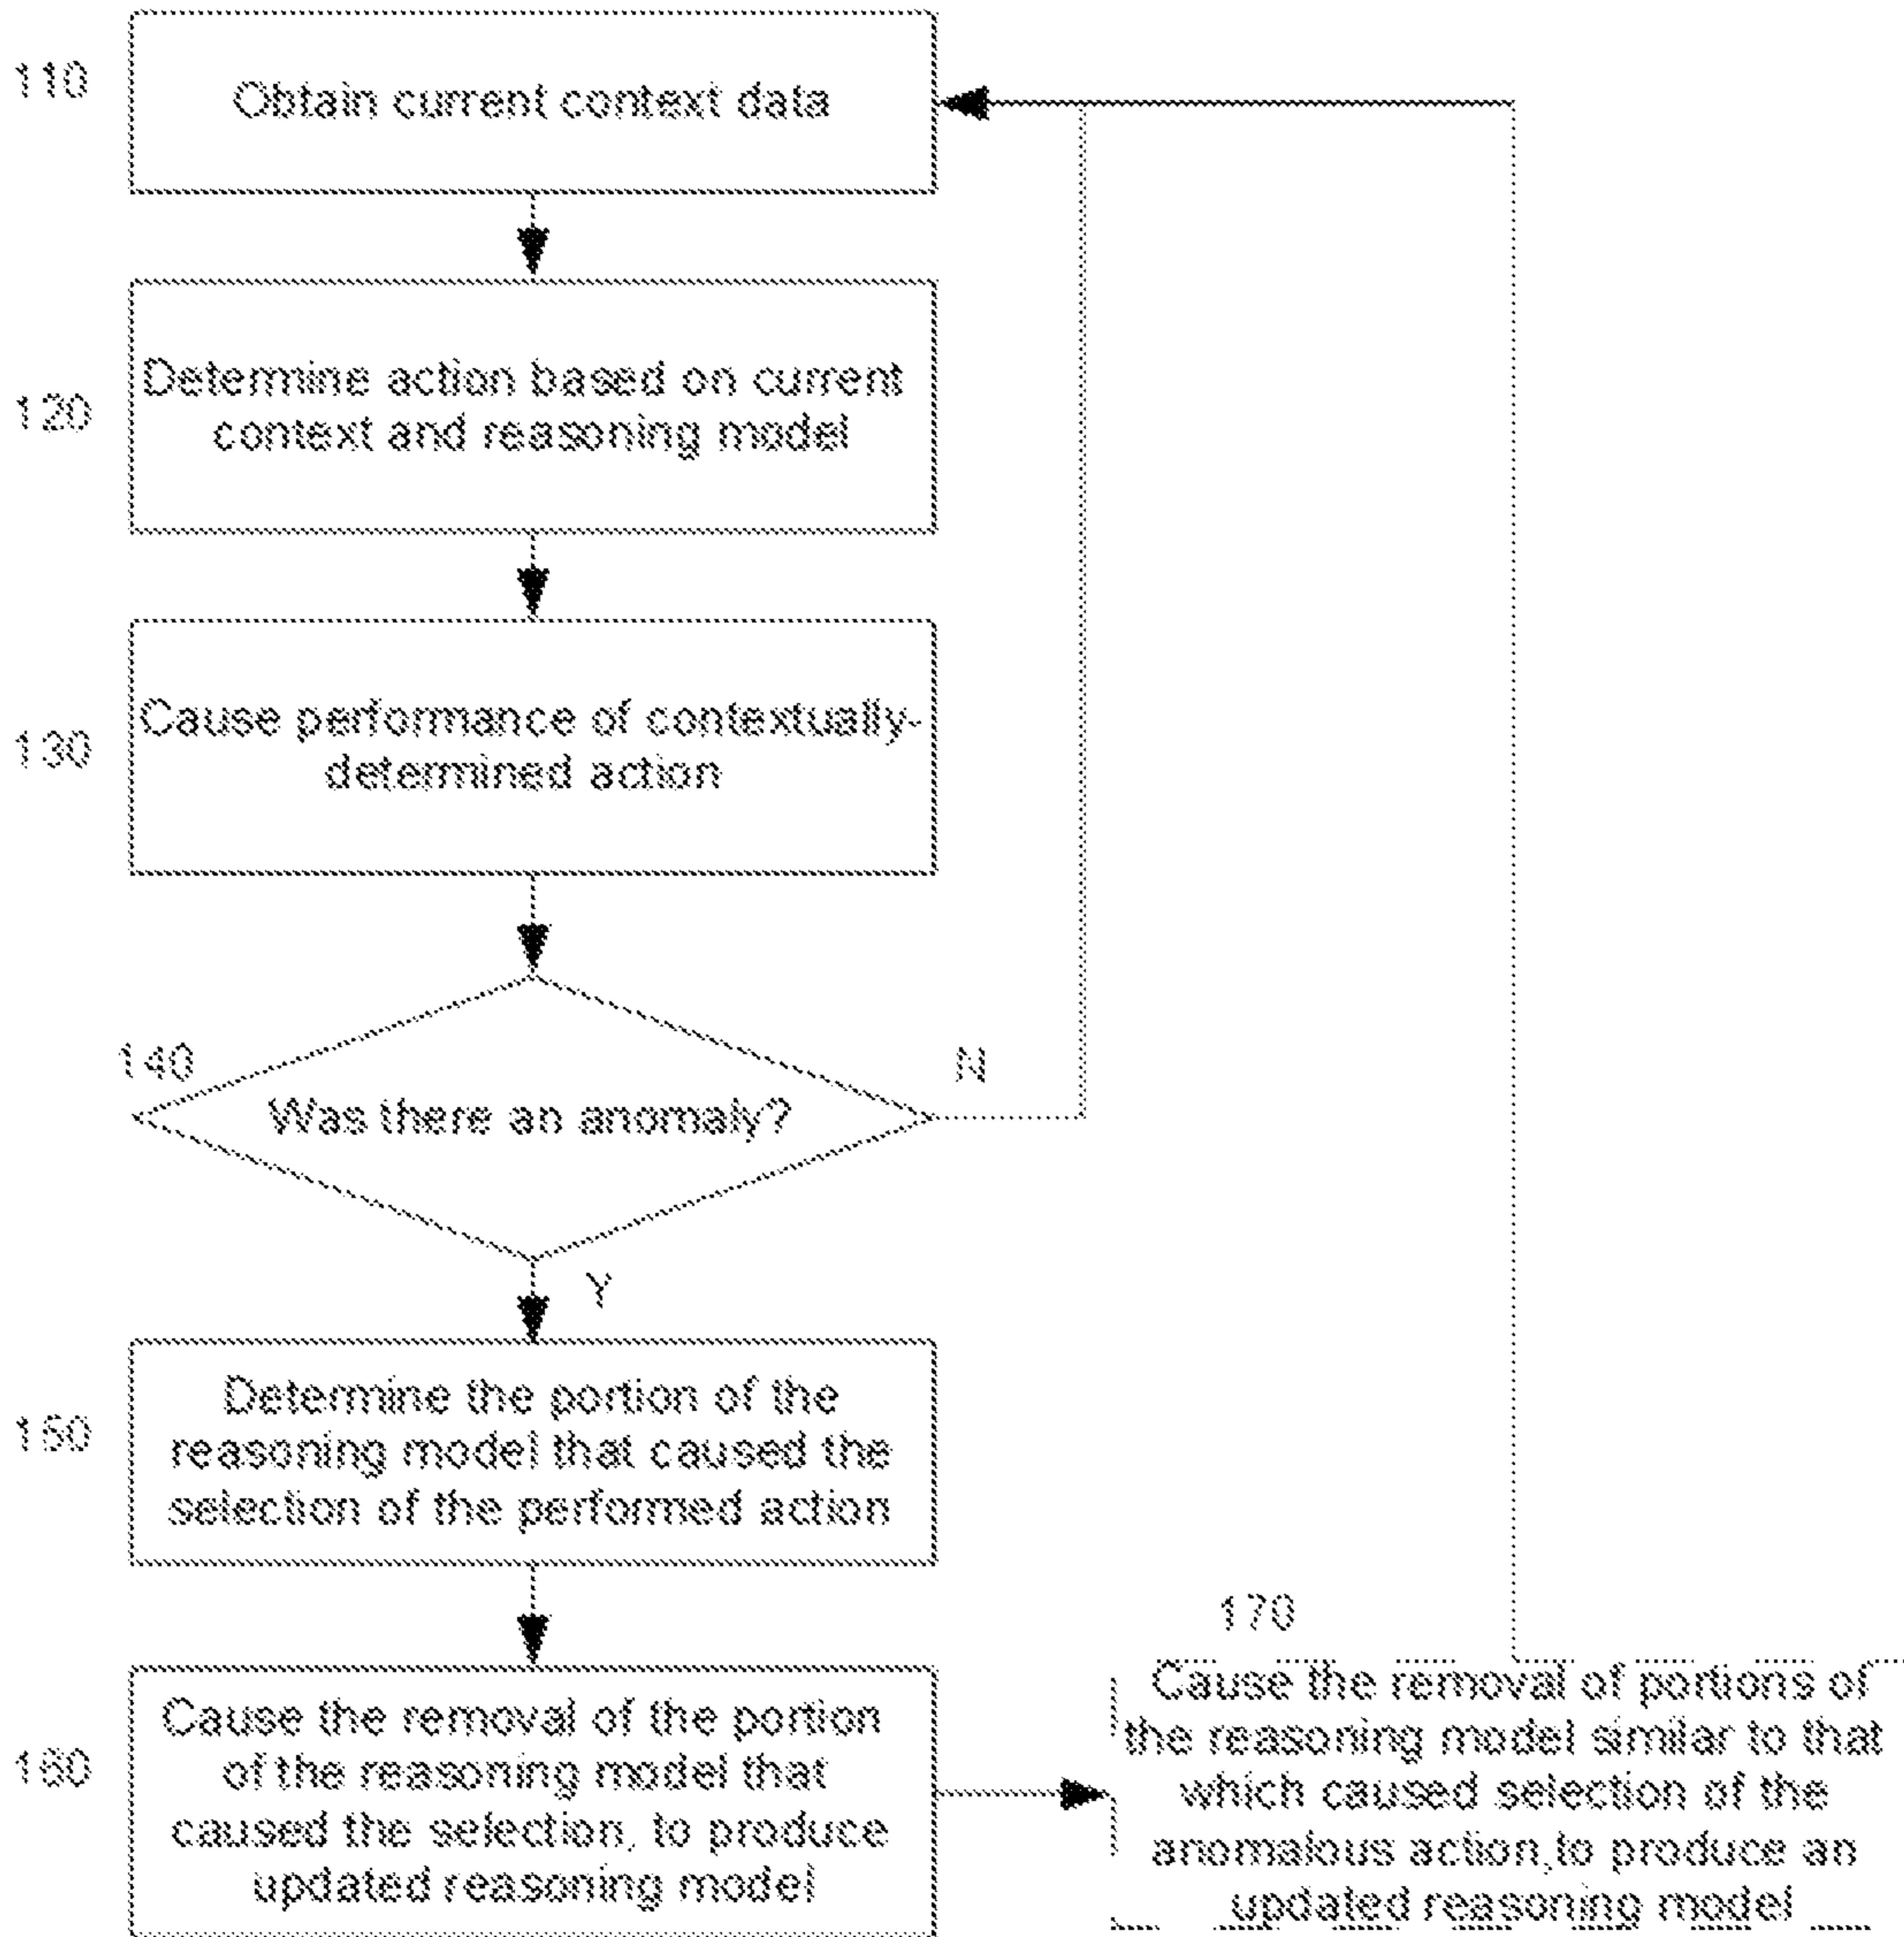 110
Obtain current context data
120
Determine action based on current
context and reasoning model
130
Cause performance of contextually-
determined action
140
Was there an anomaly?
N
Y
150
Determine the portion of the
reasoning model that caused the
selection of the performed action
160
Cause the removal of the portion
of the reasoning model that
caused the selection, to produce
updated reasoning model
170
Cause the removal of portions of
the reasoning model similar to that
which caused selection of the
anomalous action,to produce an
updated reasoning model